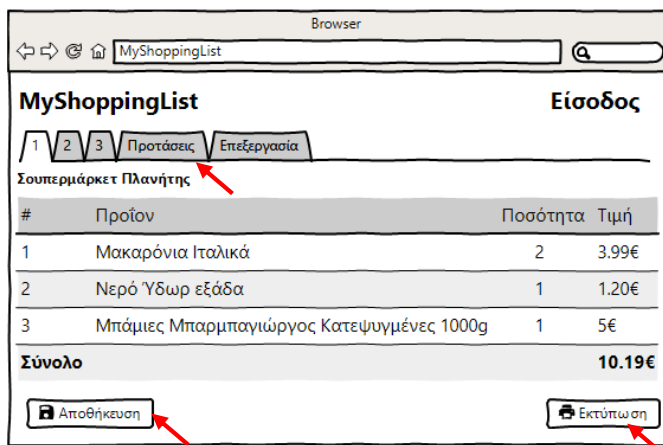 Browser
MyShoppingList
MyShoppingList Είσοδος
1 2 3 Προτάσεις Επεξεργασία
Σουπερμάρκετ Πλανήτης
# Προΐον Ποσότητα Τιμή
1 Μακαρόνια Ιταλικά 2 3.99€
2 Νερό Ύδωρ εξάδα 1 1.20€
3 Μπάμιες Μπαρμπαγιώργος Κατεψυγμένες 1000g 1 5€
Σύνολο 10.19€
Αποθήκευση Εκτύπωση